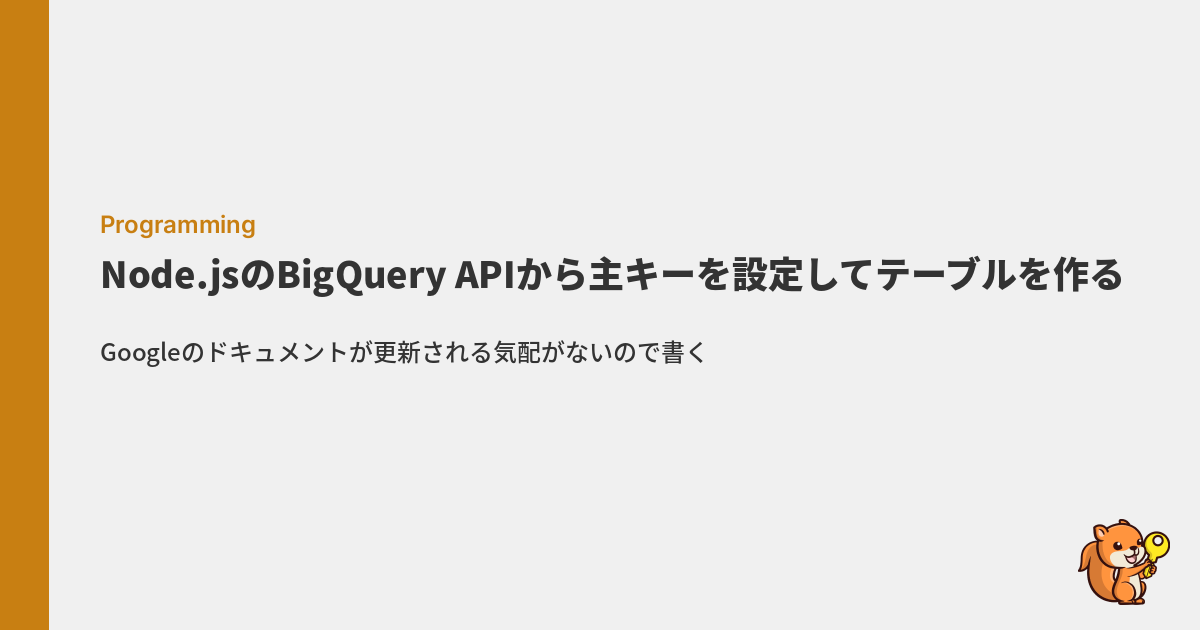 Programming
Node.jsのBigQuery APIから主キーを設定してテーブルを作る
Googleのドキュメントが更新される気配がないので書く